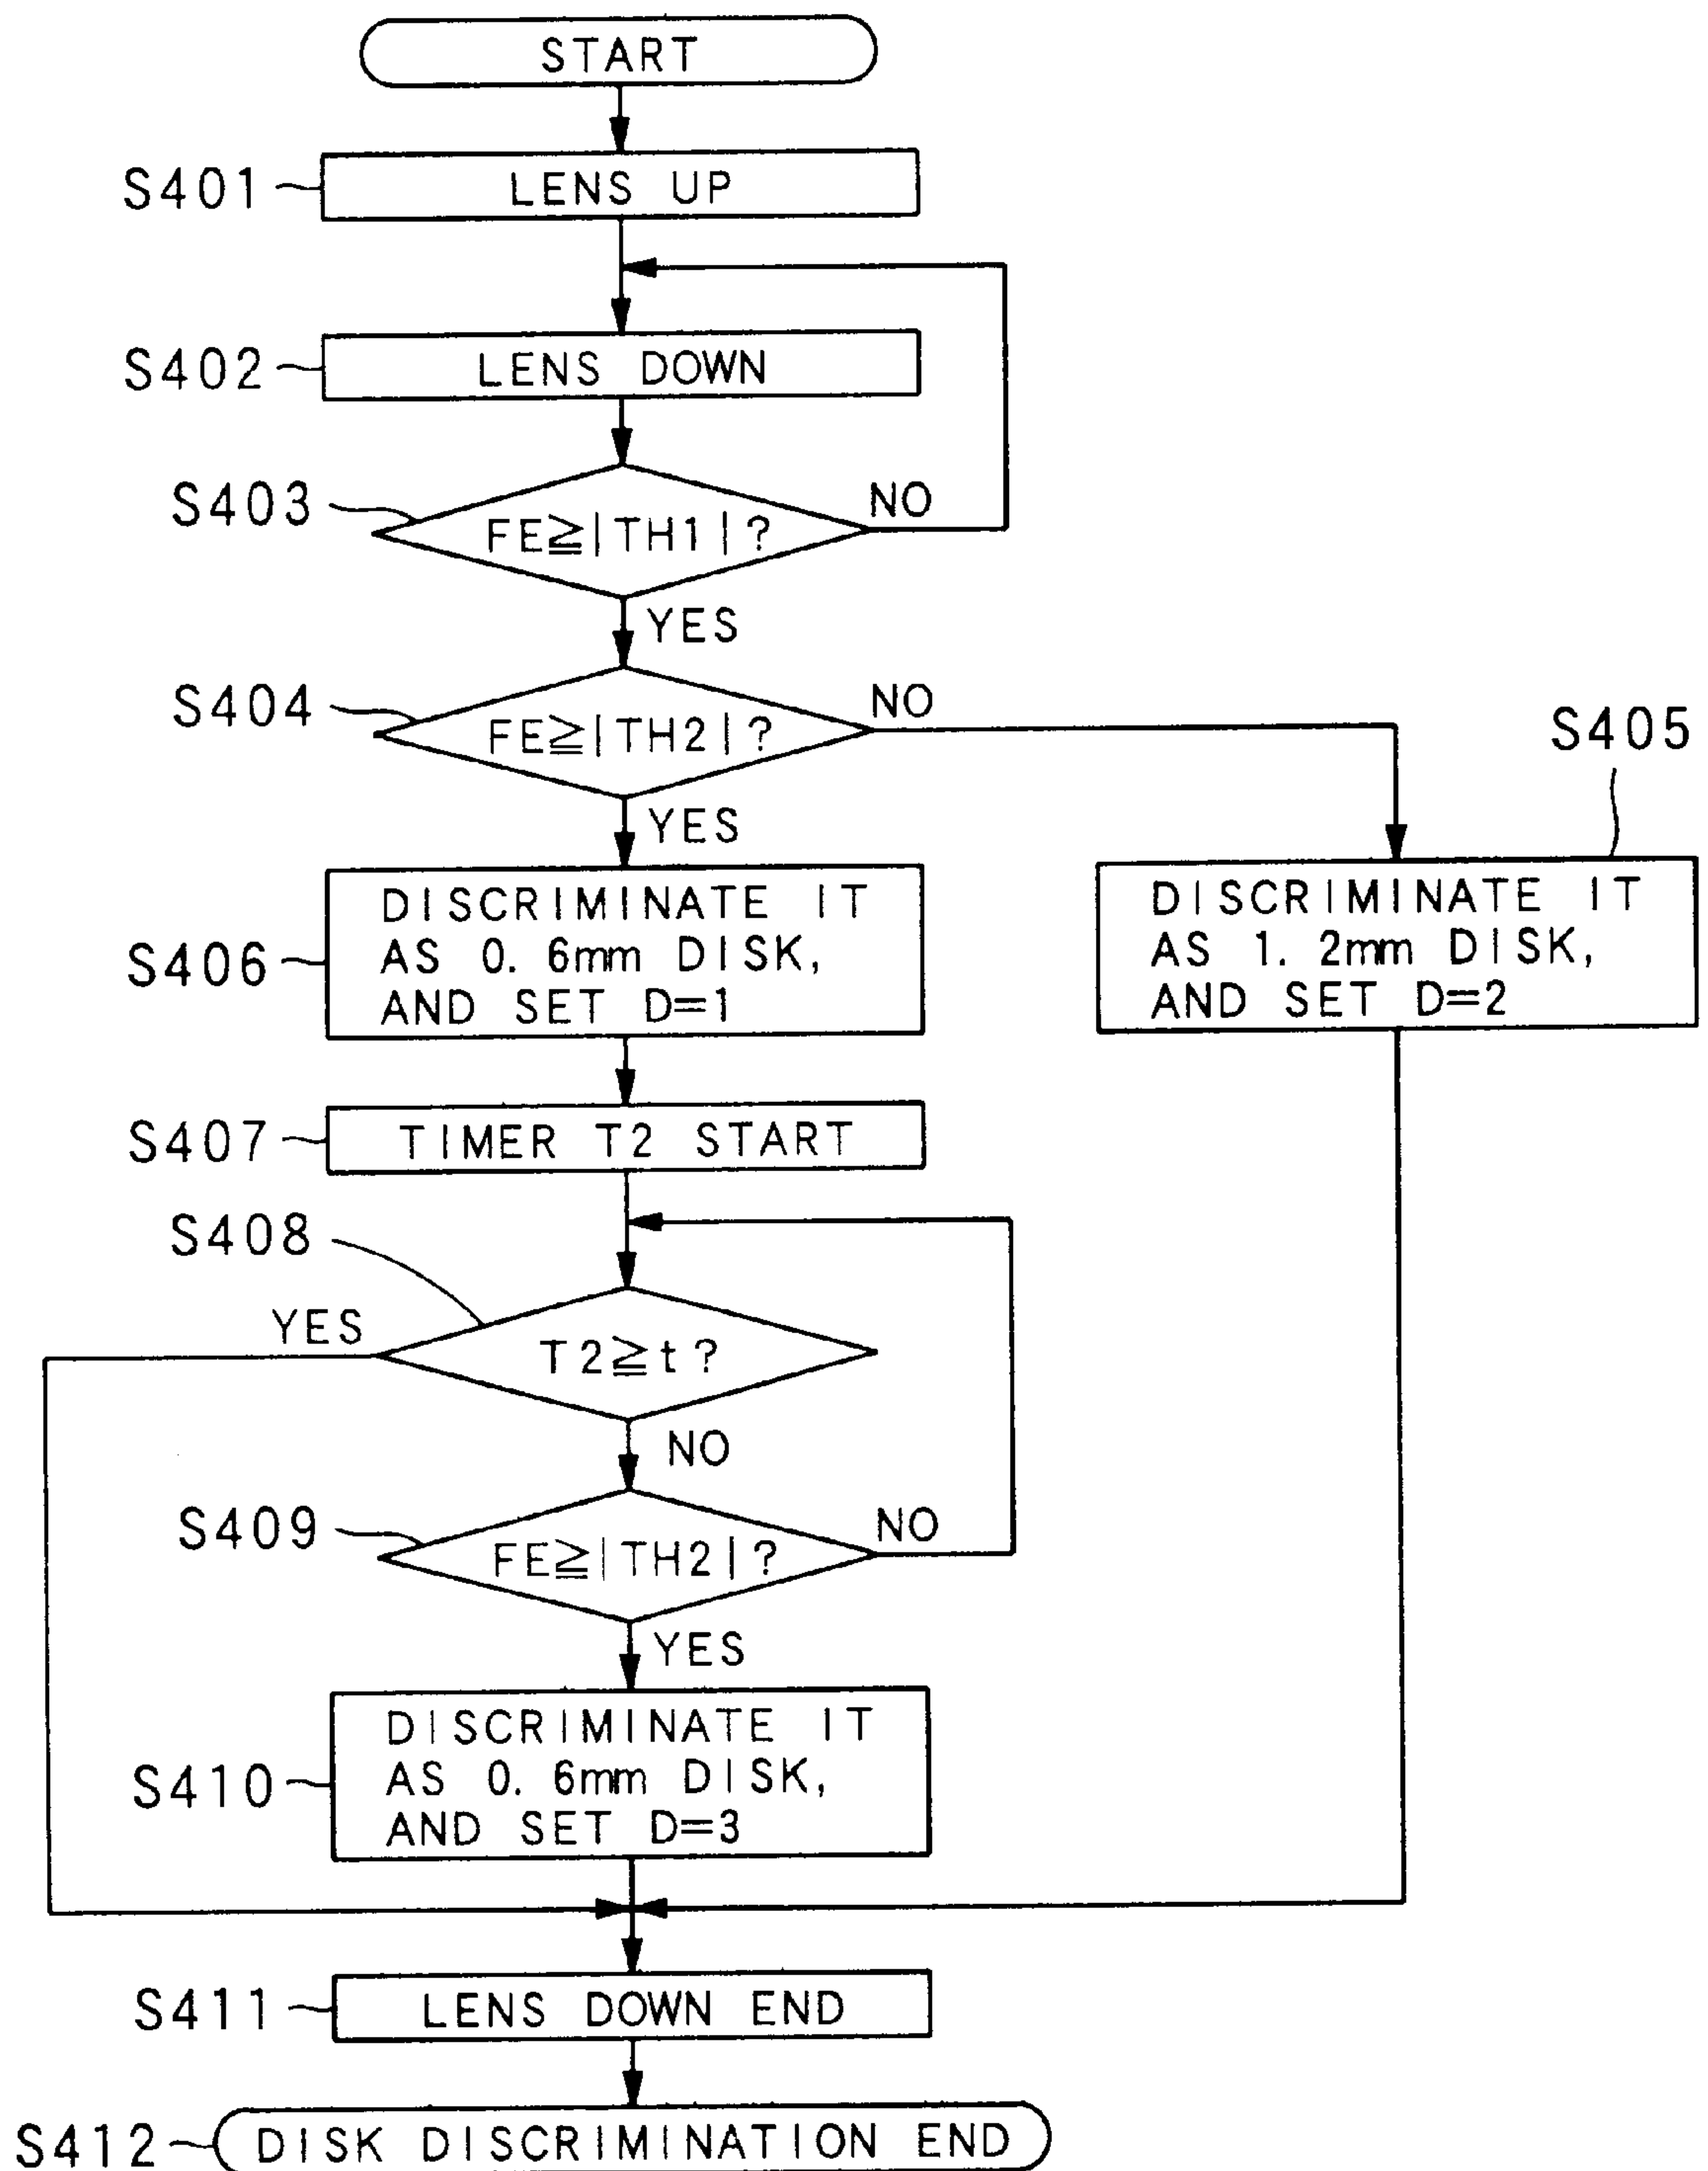 START
S401
LENS UP
S402
LENS DOWN
S403
FE≧|TH1|?
NO
YES
S404
FE≧|TH2|?
NO
YES
S405
DISCRIMINATE IT
AS 1. 2mm DISK,
AND SET D=2
S406
DISCRIMINATE IT
AS 0. 6mm DISK,
AND SET D=1
S407
TIMER T2 START
S408
YES
T2≧t?
NO
S409
FE≧|TH2|?
NO
YES
S410
DISCRIMINATE IT
AS 0. 6mm DISK,
AND SET D=3
S411
LENS DOWN END
S412
DISK DISCRIMINATION END